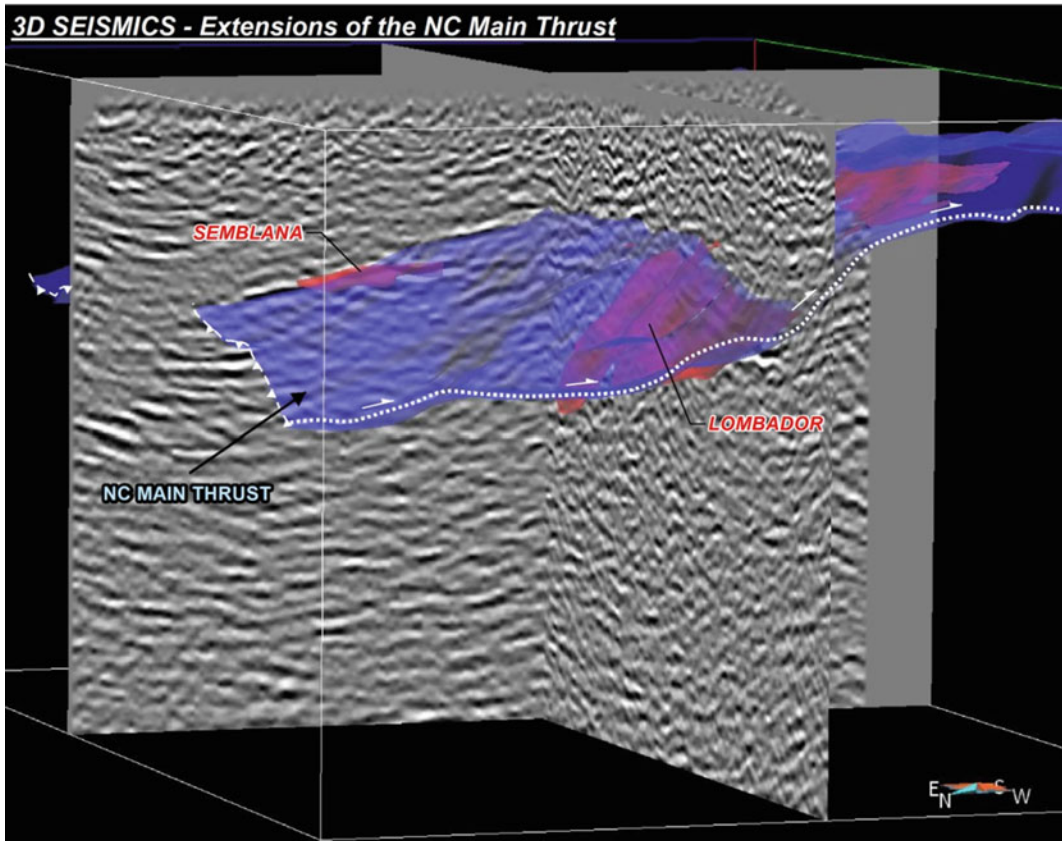 3D SEISMICS - Extensions of the NC Main Thrust
SEMBLANA
LOMBADOR
NC MAIN THRUST
E S
N W